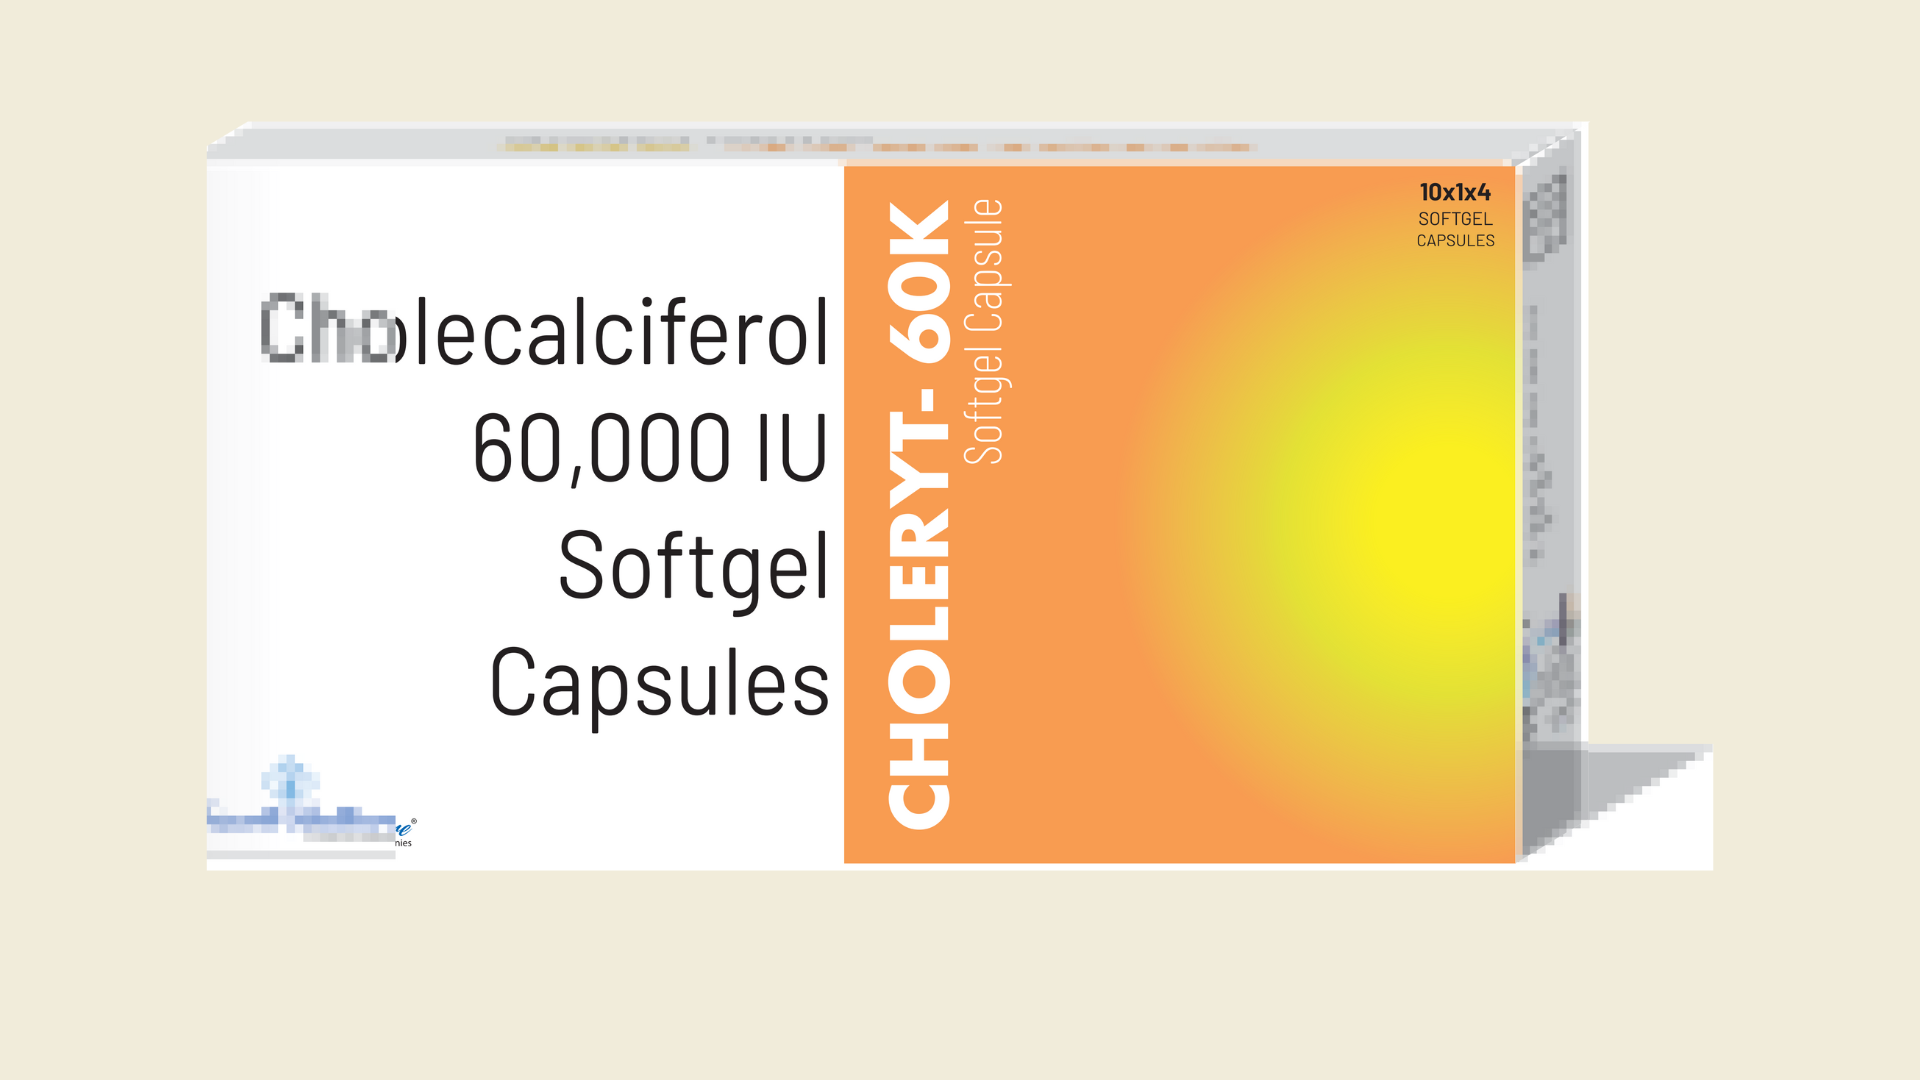 Cholecalciferol
60,000 IU
Softgel
Capsules
CHOLERYT- 60K
Softgel Capsule
10x1x4
SOFTGEL
CAPSULES